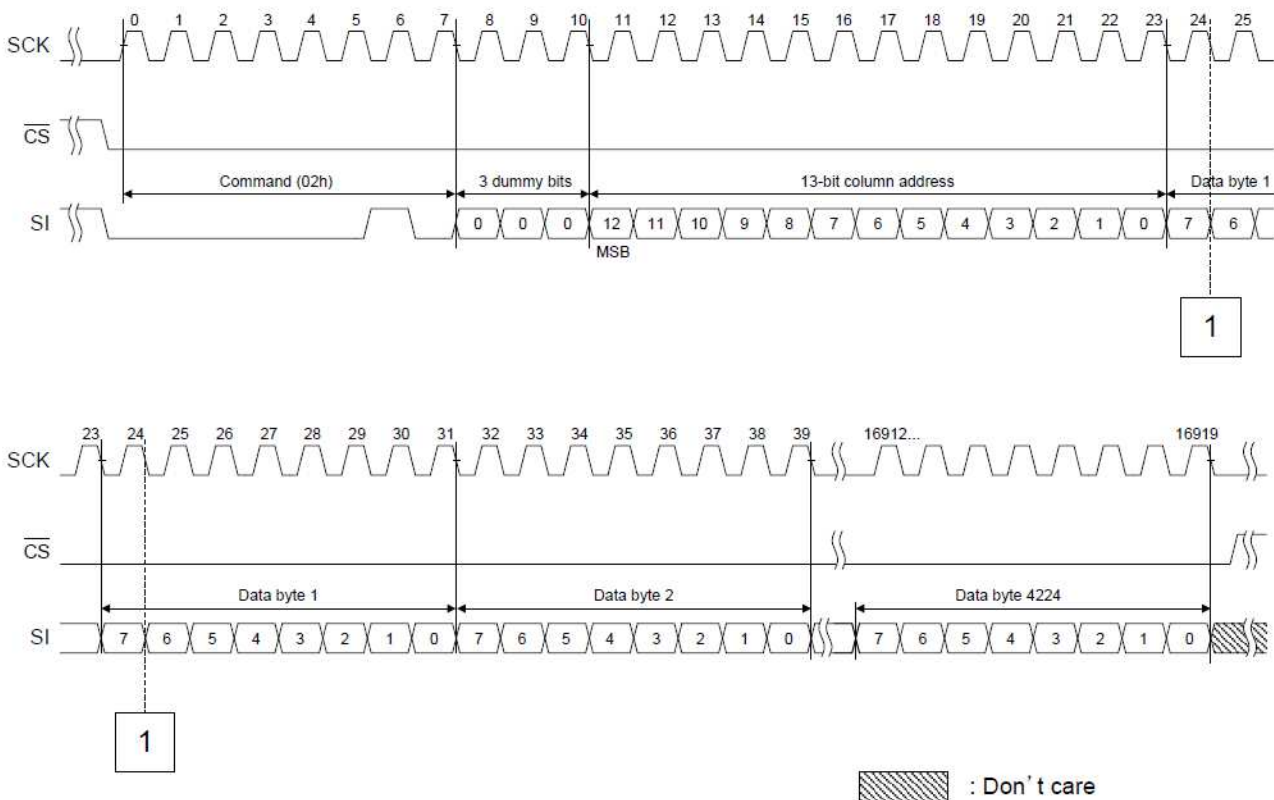 0 1 2 3 4 5 6 7 8 9 10 11 12 13 14 15 16 17 18 19 20 21 22 23 24 25
SCK
CS
Command (02h) 3 dummy bits 13-bit column address Data byte 1
SI 0 0 0 12 11 10 9 8 7 6 5 4 3 2 1 0 7 6
MSB
1
23 24 25 26 27 28 29 30 31 32 33 34 35 36 37 38 39 16912... 16919
SCK
CS
Data byte 1 Data byte 2 Data byte 4224
SI 7 6 5 4 3 2 1 0 7 6 5 4 3 2 1 0 7 6 5 4 3 2 1 0
1
: Don't care